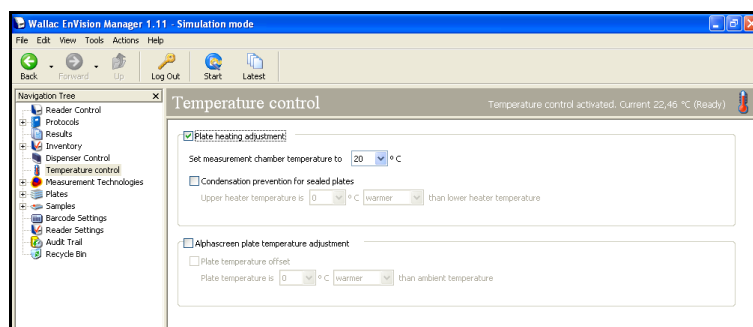 Wallac EnVision Manager 1.11 - Simulation mode
File Edit View Tools Actions Help
Back Forward Up Log Out Start Latest
Navigation Tree
Temperature control
Temperature control activated. Current 22,46 °C (Ready)
Reader Control
Protocols
Results
Inventory
Dispenser Control
Temperature control
Measurement Technologies
Plates
Samples
Barcode Settings
Reader Settings
Audit Trail
Recycle Bin
Plate heating adjustment
Set measurement chamber temperature to 20 º C
Condensation prevention for sealed plates
Upper heater temperature is 0 º C warmer than lower heater temperature
Alphascreen plate temperature adjustment
Plate temperature offset
Plate temperature is 0 º C warmer than ambient temperature